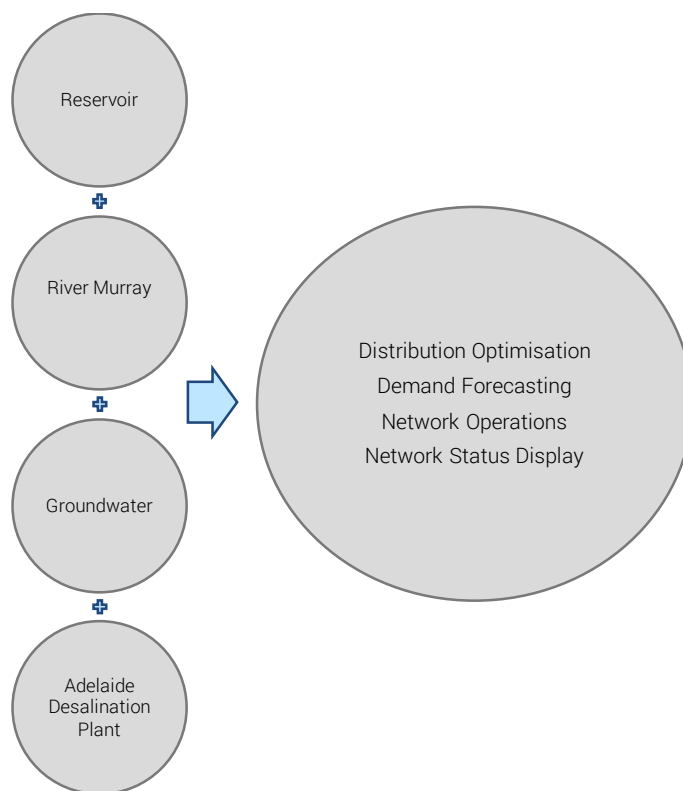 Reservoir
River Murray
Groundwater
Adelaide
Desalination
Plant
Distribution Optimisation
Demand Forecasting
Network Operations
Network Status Display